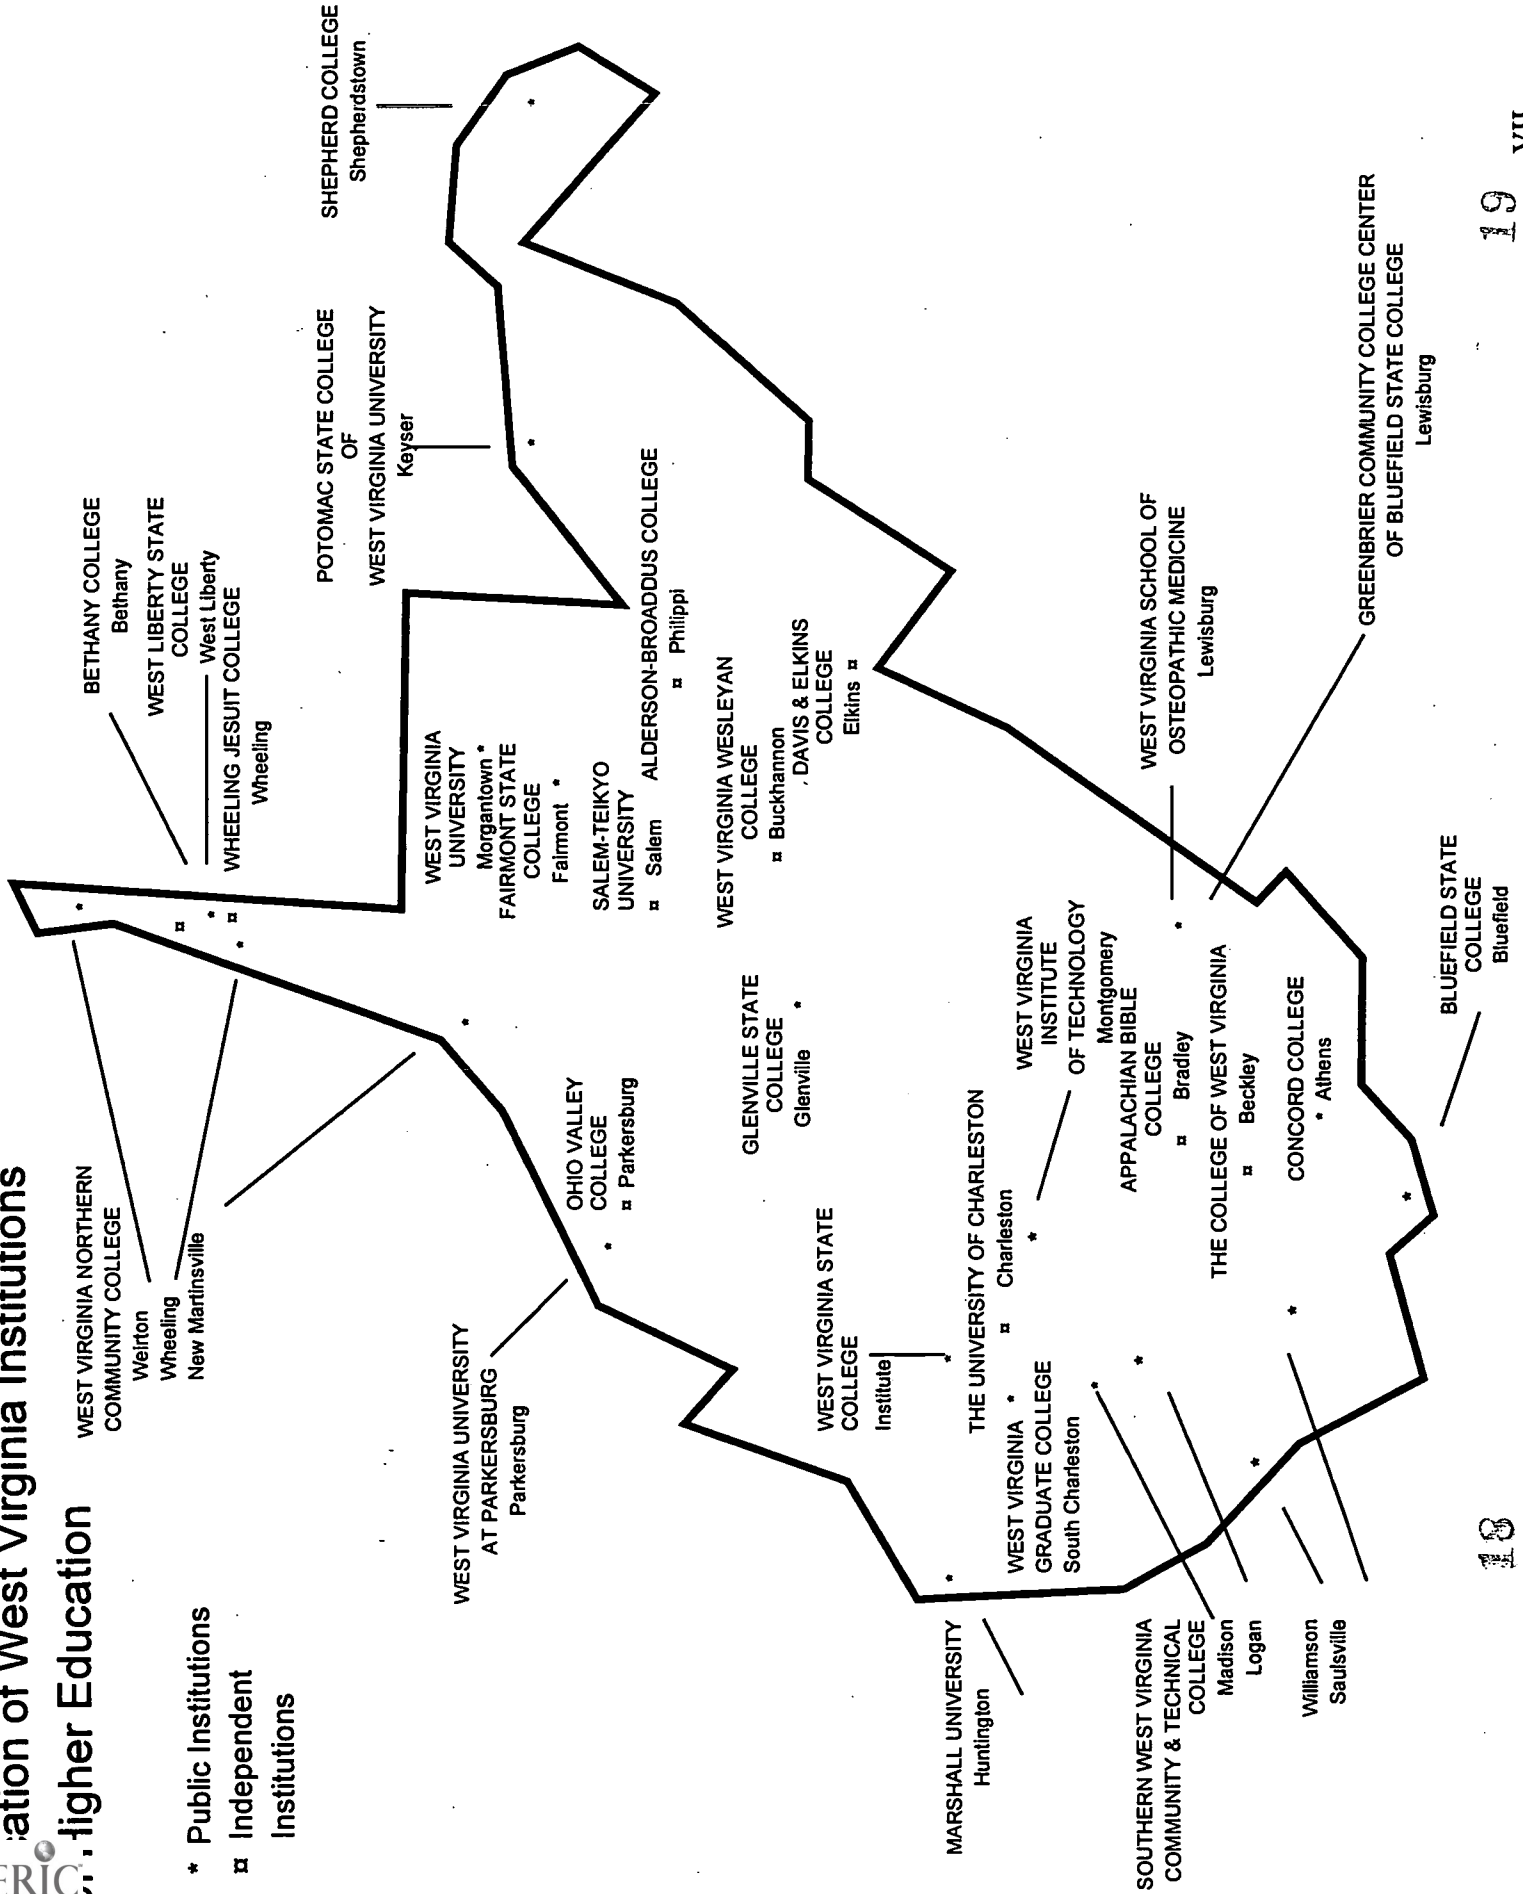 ation of West Virginia Institutions
Higher Education
* Public Institutions
¤ Independent
Institutions
WEST VIRGINIA NORTHERN
COMMUNITY COLLEGE
Weirton
Wheeling
New Martinsville
BETHANY COLLEGE
Bethany
WEST LIBERTY STATE
COLLEGE
West Liberty
WHEELING JESUIT COLLEGE
Wheeling
POTOMAC STATE COLLEGE
OF
WEST VIRGINIA UNIVERSITY
Keyser
SHEPHERD COLLEGE
Shepherdstown
WEST VIRGINIA UNIVERSITY
AT PARKERSBURG
Parkersburg
OHIO VALLEY
COLLEGE
¤ Parkersburg
WEST VIRGINIA
UNIVERSITY
Morgantown *
FAIRMONT STATE
COLLEGE
Fairmont *
SALEM-TEIKYO
UNIVERSITY
¤ Salem
ALDERSON-BROADDUS COLLEGE
¤ Philippi
WEST VIRGINIA WESLEYAN
COLLEGE
¤ Buckhannon
DAVIS & ELKINS
COLLEGE
Elkins ¤
GLENVILLE STATE
COLLEGE
Glenville *
WEST VIRGINIA STATE
COLLEGE
Institute
THE UNIVERSITY OF CHARLESTON
¤ Charleston
WEST VIRGINIA *
GRADUATE COLLEGE
South Charleston
WEST VIRGINIA
INSTITUTE
OF TECHNOLOGY
Montgomery
APPALACHIAN BIBLE
COLLEGE
¤ Bradley
THE COLLEGE OF WEST VIRGINIA
¤ Beckley
CONCORD COLLEGE
* Athens
WEST VIRGINIA SCHOOL OF
OSTEOPATHIC MEDICINE
Lewisburg
GREENBRIER COMMUNITY COLLEGE CENTER
OF BLUEFIELD STATE COLLEGE
Lewisburg
BLUEFIELD STATE
COLLEGE
Bluefield
MARSHALL UNIVERSITY
Huntington
SOUTHERN WEST VIRGINIA
COMMUNITY & TECHNICAL
COLLEGE
Madison
Logan
Williamson
Saulsville
18
19
VII
ERIC